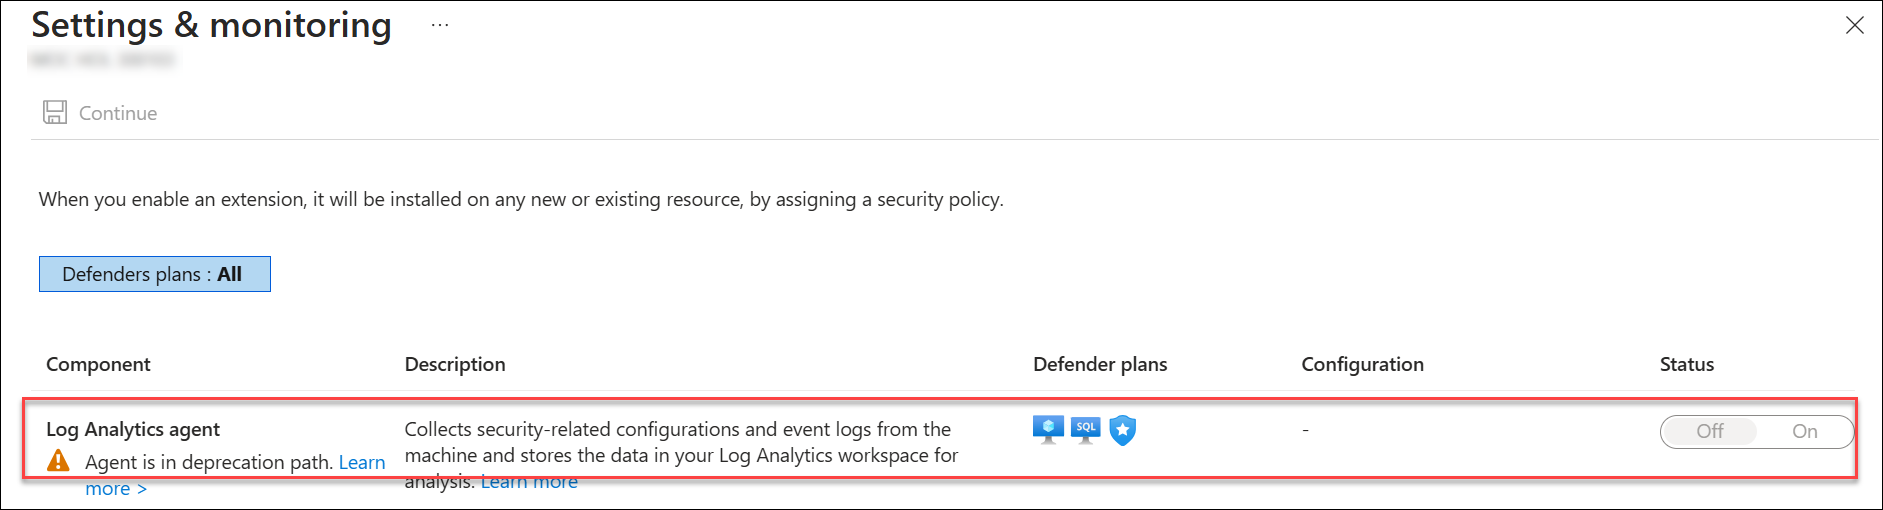 Settings & monitoring ...
Continue
When you enable an extension, it will be installed on any new or existing resource, by assigning a security policy.
Defenders plans : All
Component Description Defender plans Configuration Status
Log Analytics agent
Agent is in deprecation path. Learn
more >
Collects security-related configurations and event logs from the
machine and stores the data in your Log Analytics workspace for
analysis. Learn more
SQL
-
Off On